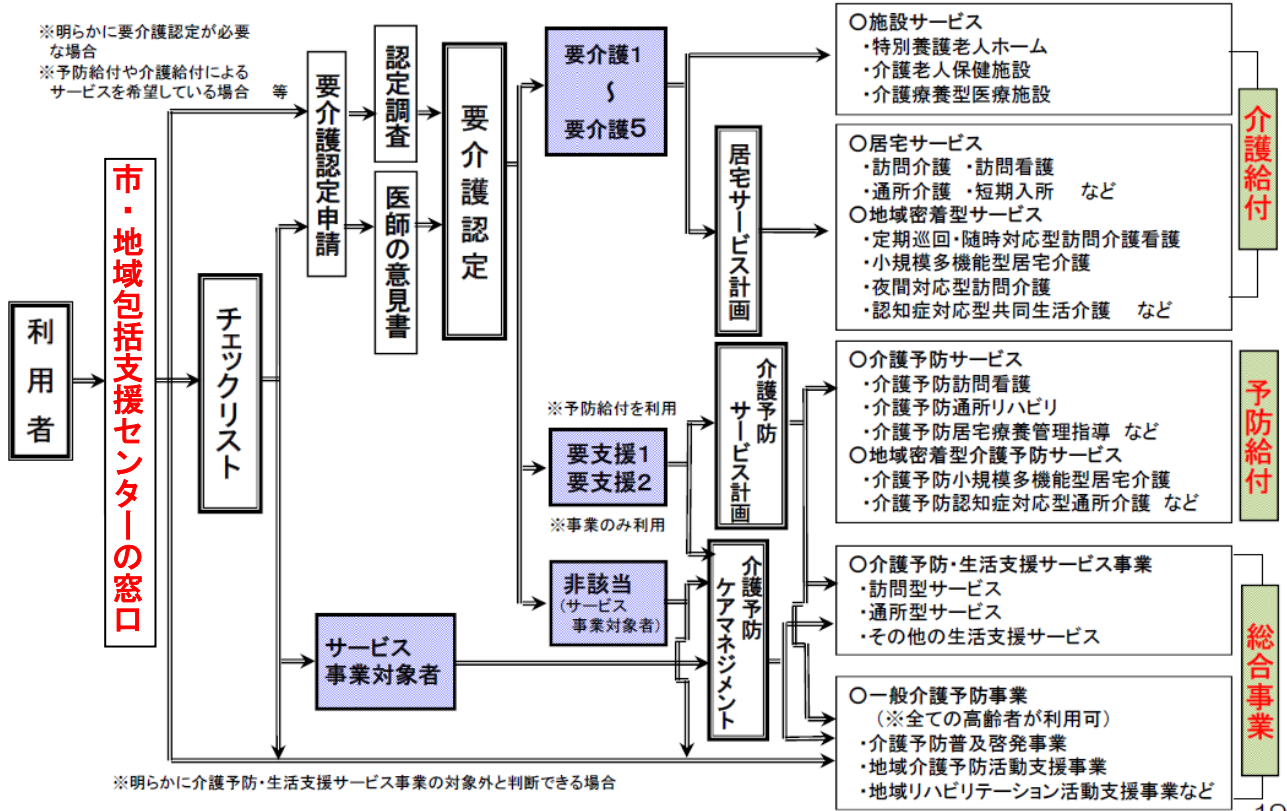 ※明らかに要介護認定が必要
な場合
※予防給付や介護給付による
サービスを希望している場合 等
利用者
市・地域包括支援センターの窓口
チェックリスト
要介護認定申請
認定調査
医師の意見書
要介護認定
要介護1
～
要介護5
※予防給付を利用
要支援1
要支援2
※事業のみ利用
非該当
(サービス
事業対象者)
サービス
事業対象者
居宅サービス計画
介護予防
サービス計画
介護予防
ケアマネジメント
○施設サービス
・特別養護老人ホーム
・介護老人保健施設
・介護療養型医療施設
○居宅サービス
・訪問介護 ・訪問看護
・通所介護 ・短期入所 など
○地域密着型サービス
・定期巡回・随時対応型訪問介護看護
・小規模多機能型居宅介護
・夜間対応型訪問介護
・認知症対応型共同生活介護 など
介護給付
○介護予防サービス
・介護予防訪問看護
・介護予防通所リハビリ
・介護予防居宅療養管理指導 など
○地域密着型介護予防サービス
・介護予防小規模多機能型居宅介護
・介護予防認知症対応型通所介護 など
予防給付
○介護予防・生活支援サービス事業
・訪問型サービス
・通所型サービス
・その他の生活支援サービス
○一般介護予防事業
(※全ての高齢者が利用可)
・介護予防普及啓発事業
・地域介護予防活動支援事業
・地域リハビリテーション活動支援事業など
総合事業
※明らかに介護予防・生活支援サービス事業の対象外と判断できる場合